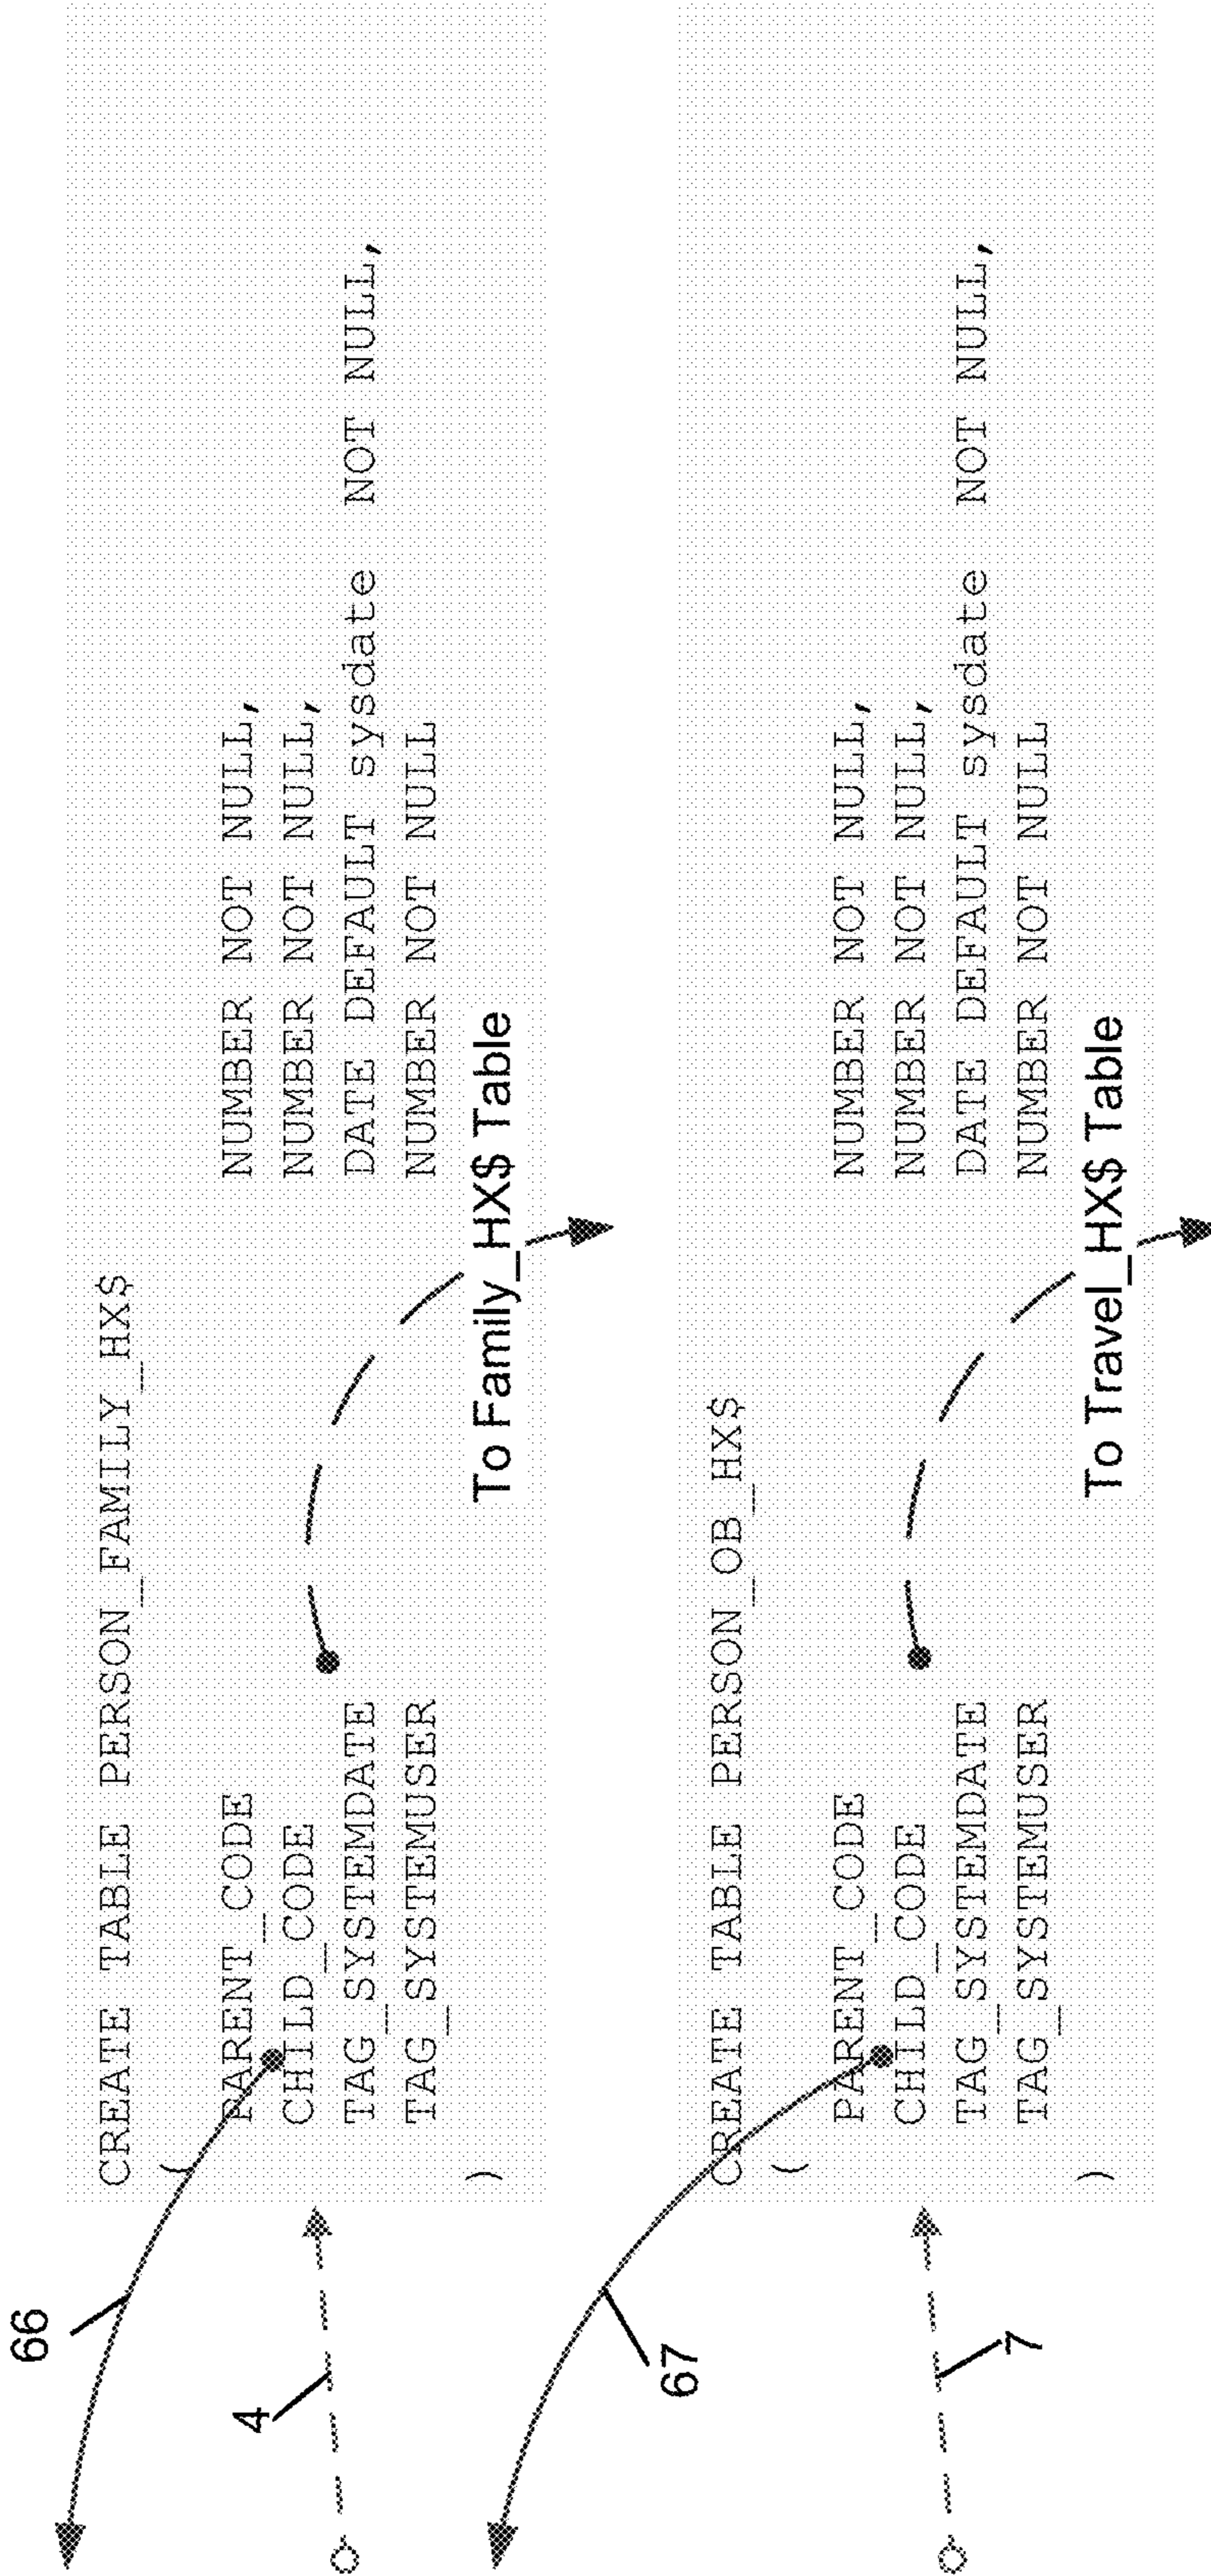 66
CREATE TABLE PERSON_FAMILY_HX$
(
PARENT_CODE NUMBER NOT NULL,
CHILD_CODE NUMBER NOT NULL,
TAG_SYSTEMDATE DATE DEFAULT sysdate NOT NULL,
TAG_SYSTEMUSER NUMBER NOT NULL
)
4
To Family_HX$ Table
67
CREATE TABLE PERSON_OB_HX$
(
PARENT_CODE NUMBER NOT NULL,
CHILD_CODE NUMBER NOT NULL,
TAG_SYSTEMDATE DATE DEFAULT sysdate NOT NULL,
TAG_SYSTEMUSER NUMBER NOT NULL
)
7
To Travel_HX$ Table